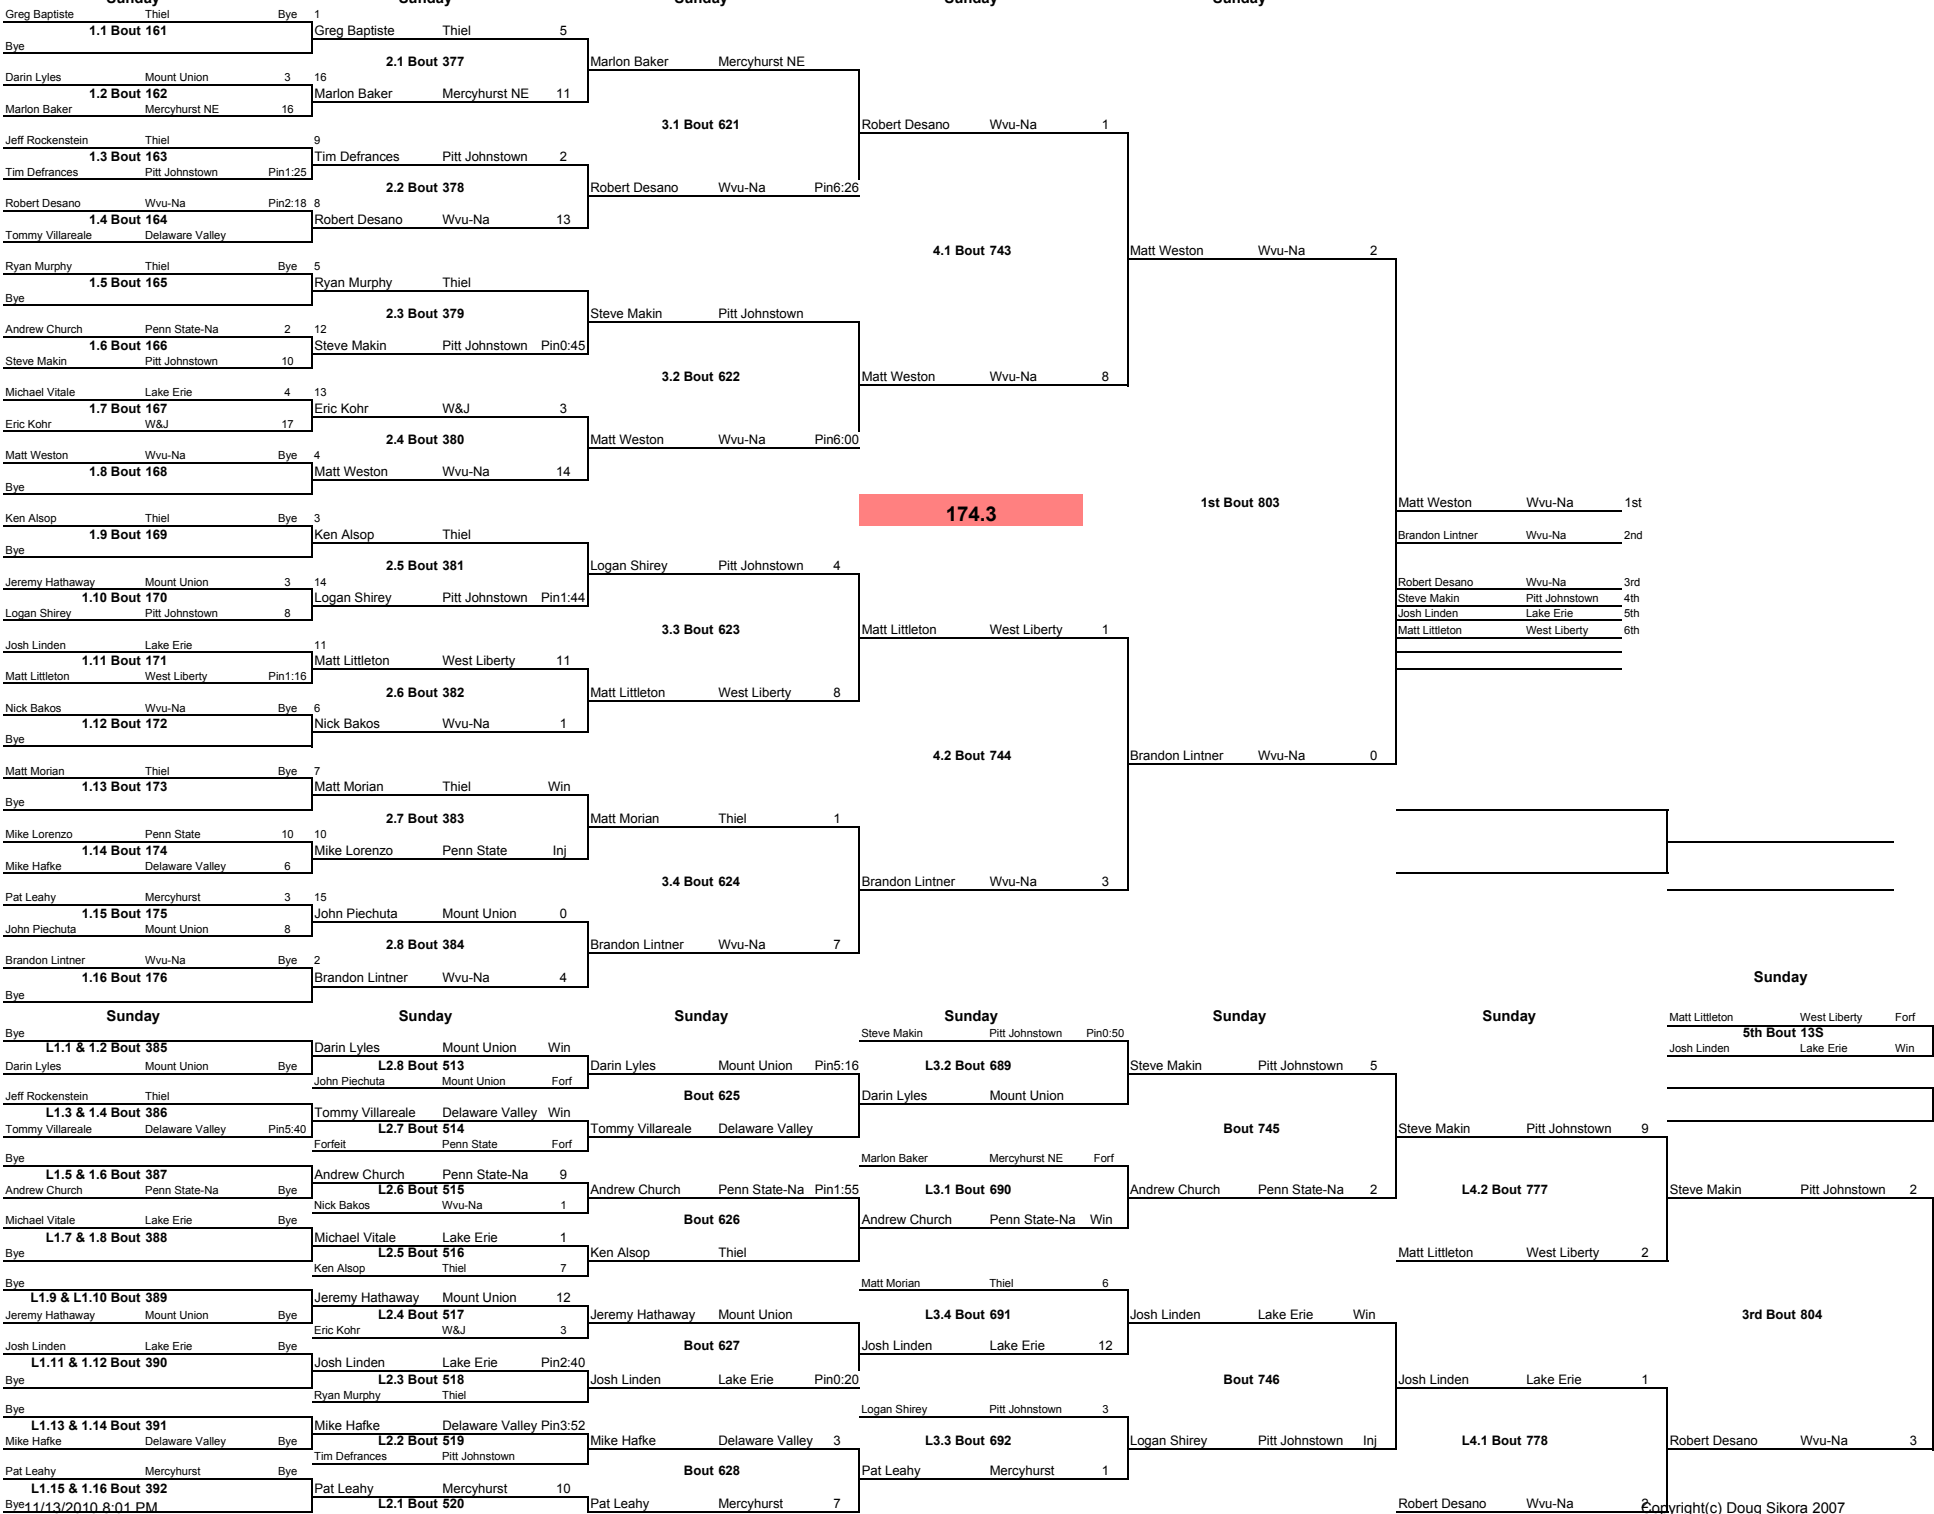 Sunday Sunday Sunday Sunday Sunday
Greg Baptiste Thiel Bye 1
1.1 Bout 161 Greg Baptiste Thiel 5
Bye
2.1 Bout 377 Marlon Baker Mercyhurst NE
Darin Lyles Mount Union 3 16
1.2 Bout 162 Marlon Baker Mercyhurst NE 11
Marlon Baker Mercyhurst NE 16
3.1 Bout 621 Robert Desano Wvu-Na 1
Jeff Rockenstein Thiel 9
1.3 Bout 163 Tim Defrances Pitt Johnstown 2
Tim Defrances Pitt Johnstown Pin1:25
2.2 Bout 378 Robert Desano Wvu-Na Pin6:26
Robert Desano Wvu-Na Pin2:18 8
1.4 Bout 164 Robert Desano Wvu-Na 13
Tommy Villareale Delaware Valley
4.1 Bout 743 Matt Weston Wvu-Na 2
Ryan Murphy Thiel Bye 5
1.5 Bout 165 Ryan Murphy Thiel
Bye
2.3 Bout 379 Steve Makin Pitt Johnstown
Andrew Church Penn State-Na 2 12
1.6 Bout 166 Steve Makin Pitt Johnstown Pin0:45
Steve Makin Pitt Johnstown 10
3.2 Bout 622 Matt Weston Wvu-Na 8
Michael Vitale Lake Erie 4 13
1.7 Bout 167 Eric Kohr W&J 3
Eric Kohr W&J 17
2.4 Bout 380 Matt Weston Wvu-Na Pin6:00
Matt Weston Wvu-Na Bye 4
1.8 Bout 168 Matt Weston Wvu-Na 14
Bye
174.3 1st Bout 803 Matt Weston Wvu-Na 1st
Ken Alsop Thiel Bye 3
1.9 Bout 169 Ken Alsop Thiel Brandon Lintner Wvu-Na 2nd
Bye
2.5 Bout 381 Logan Shirey Pitt Johnstown 4
Jeremy Hathaway Mount Union 3 14 Robert Desano Wvu-Na 3rd
1.10 Bout 170 Logan Shirey Pitt Johnstown Pin1:44 Steve Makin Pitt Johnstown 4th
Logan Shirey Pitt Johnstown 8 Josh Linden Lake Erie 5th
3.3 Bout 623 Matt Littleton West Liberty 1 Matt Littleton West Liberty 6th
Josh Linden Lake Erie 11
1.11 Bout 171 Matt Littleton West Liberty 11
Matt Littleton West Liberty Pin1:16
2.6 Bout 382 Matt Littleton West Liberty 8
Nick Bakos Wvu-Na Bye 6
1.12 Bout 172 Nick Bakos Wvu-Na 1
Bye
4.2 Bout 744 Brandon Lintner Wvu-Na 0
Matt Morian Thiel Bye 7
1.13 Bout 173 Matt Morian Thiel Win
Bye
2.7 Bout 383 Matt Morian Thiel 1
Mike Lorenzo Penn State 10 10
1.14 Bout 174 Mike Lorenzo Penn State Inj
Mike Hafke Delaware Valley 6
3.4 Bout 624 Brandon Lintner Wvu-Na 3
Pat Leahy Mercyhurst 3 15
1.15 Bout 175 John Piechuta Mount Union 0
John Piechuta Mount Union 8
2.8 Bout 384 Brandon Lintner Wvu-Na 7
Brandon Lintner Wvu-Na Bye 2
1.16 Bout 176 Brandon Lintner Wvu-Na 4 Sunday
Bye
Sunday Sunday Sunday Sunday Sunday Sunday Matt Littleton West Liberty Forf
Bye Steve Makin Pitt Johnstown Pin0:50 5th Bout 13S
L1.1 & 1.2 Bout 385 Darin Lyles Mount Union Win Josh Linden Lake Erie Win
Darin Lyles Mount Union Bye L2.8 Bout 513 Darin Lyles Mount Union Pin5:16 L3.2 Bout 689 Steve Makin Pitt Johnstown 5
John Piechuta Mount Union Forf
Jeff Rockenstein Thiel Bout 625 Darin Lyles Mount Union
L1.3 & 1.4 Bout 386 Tommy Villareale Delaware Valley Win
Tommy Villareale Delaware Valley Pin5:40 L2.7 Bout 514 Tommy Villareale Delaware Valley Bout 745 Steve Makin Pitt Johnstown 9
Forfeit Penn State Forf
Bye Marlon Baker Mercyhurst NE Forf
L1.5 & 1.6 Bout 387 Andrew Church Penn State-Na 9
Andrew Church Penn State-Na Bye L2.6 Bout 515 Andrew Church Penn State-Na Pin1:55 L3.1 Bout 690 Andrew Church Penn State-Na 2 L4.2 Bout 777 Steve Makin Pitt Johnstown 2
Nick Bakos Wvu-Na 1
Michael Vitale Lake Erie Bye Bout 626 Andrew Church Penn State-Na Win
L1.7 & 1.8 Bout 388 Michael Vitale Lake Erie 1
Bye L2.5 Bout 516 Ken Alsop Thiel Matt Littleton West Liberty 2
Ken Alsop Thiel 7
Bye Matt Morian Thiel 6
L1.9 & L1.10 Bout 389 Jeremy Hathaway Mount Union 12
Jeremy Hathaway Mount Union Bye L2.4 Bout 517 Jeremy Hathaway Mount Union L3.4 Bout 691 Josh Linden Lake Erie Win 3rd Bout 804
Eric Kohr W&J 3
Josh Linden Lake Erie Bye Bout 627 Josh Linden Lake Erie 12
L1.11 & 1.12 Bout 390 Josh Linden Lake Erie Pin2:40
Bye L2.3 Bout 518 Josh Linden Lake Erie Pin0:20 Bout 746 Josh Linden Lake Erie 1
Ryan Murphy Thiel
Bye Logan Shirey Pitt Johnstown 3
L1.13 & 1.14 Bout 391 Mike Hafke Delaware Valley Pin3:52
Mike Hafke Delaware Valley Bye L2.2 Bout 519 Mike Hafke Delaware Valley 3 L3.3 Bout 692 Logan Shirey Pitt Johnstown Inj L4.1 Bout 778 Robert Desano Wvu-Na 3
Tim Defrances Pitt Johnstown
Pat Leahy Mercyhurst Bye Bout 628 Pat Leahy Mercyhurst 1
L1.15 & 1.16 Bout 392 Pat Leahy Mercyhurst 10
Bye 11/13/2010 8:01 PM L2.1 Bout 520 Pat Leahy Mercyhurst 7 Robert Desano Wvu-Na 2 Copyright(c) Doug Sikora 2007